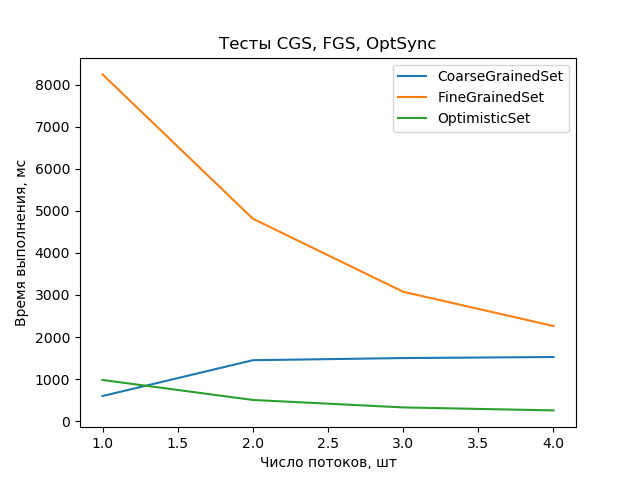 Тесты CGS, FGS, OptSync
CoarseGrainedSet
FineGrainedSet
OptimisticSet
Время выполнения, мс
8000
7000
6000
5000
4000
3000
2000
1000
0
1.0 1.5 2.0 2.5 3.0 3.5 4.0
Число потоков, шт